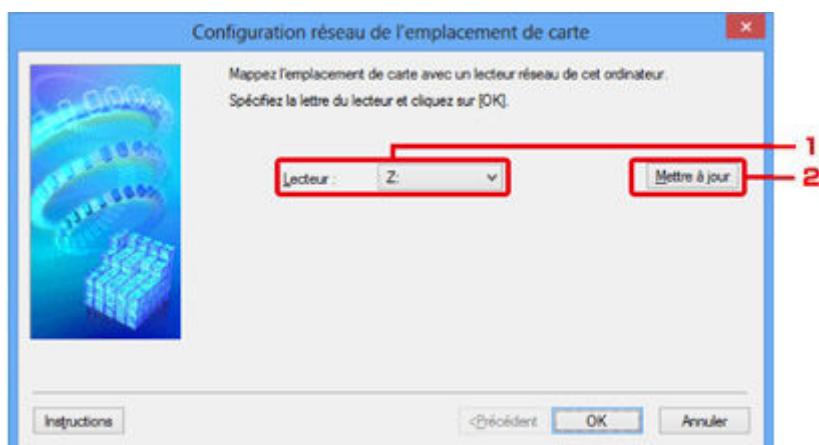 Configuration réseau de l'emplacement de carte
Mappez l'emplacement de carte avec un lecteur réseau de cet ordinateur.
Spécifiez la lettre du lecteur et cliquez sur [OK].
1
Lecteur : Z: Mettre à jour 2
Instructions <Précédent OK Annuler